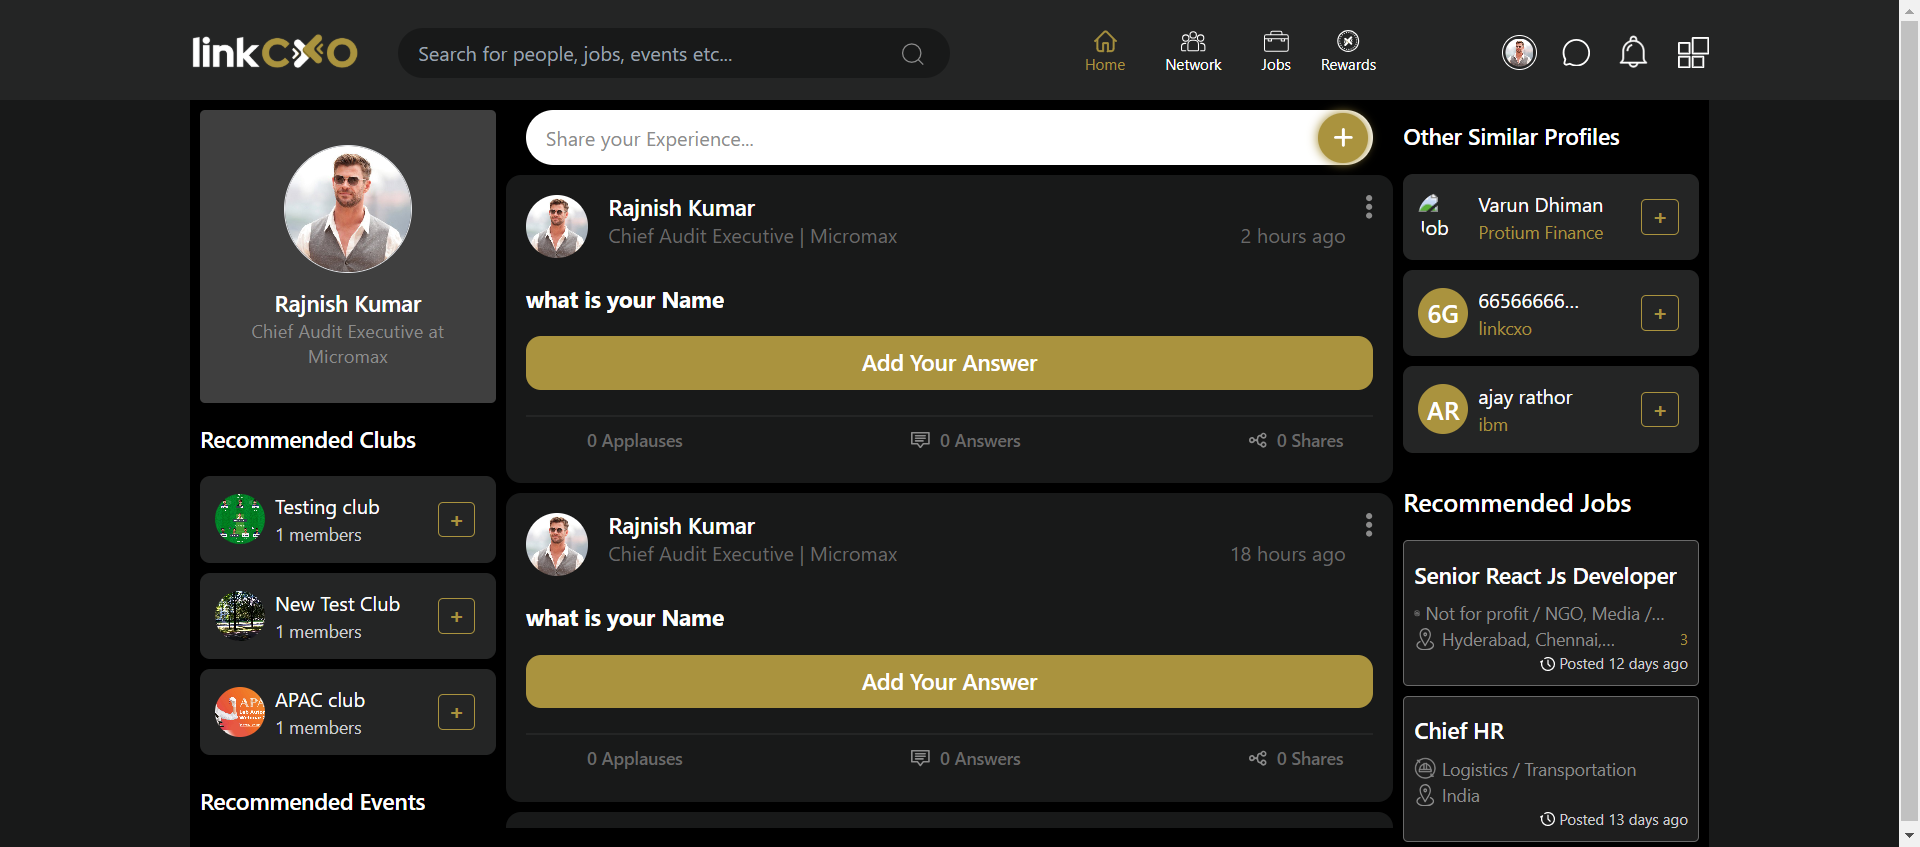 linkcxo
Search for people, jobs, events etc...
Home
Network
Jobs
Rewards
Rajnish Kumar
Chief Audit Executive at
Micromax
Recommended Clubs
Testing club
1 members
+
New Test Club
1 members
+
APAC club
1 members
+
Recommended Events
Share your Experience...
+
Rajnish Kumar
Chief Audit Executive | Micromax
2 hours ago
what is your Name
Add Your Answer
0 Applauses
0 Answers
0 Shares
Rajnish Kumar
Chief Audit Executive | Micromax
18 hours ago
what is your Name
Add Your Answer
0 Applauses
0 Answers
0 Shares
Other Similar Profiles
Varun Dhiman
Protium Finance
+
6G
66566666...
linkcxo
+
AR
ajay rathor
ibm
+
Recommended Jobs
Senior React Js Developer
Not for profit / NGO, Media /...
Hyderabad, Chennai,...
3
Posted 12 days ago
Chief HR
Logistics / Transportation
India
Posted 13 days ago